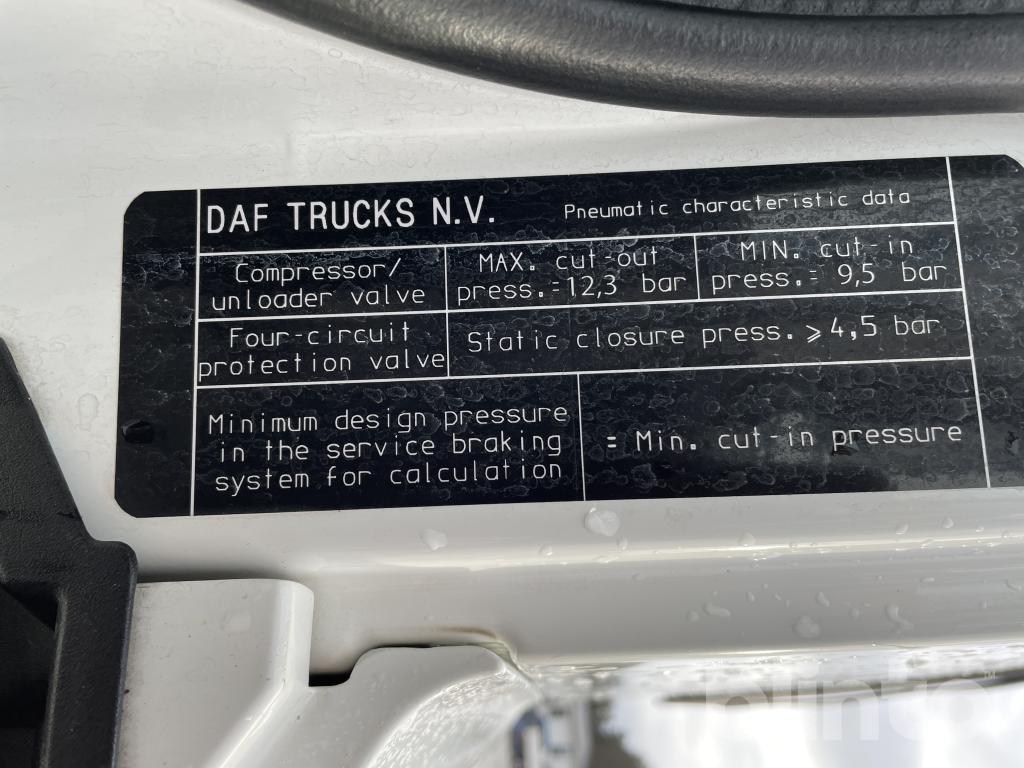 DAF TRUCKS N.V. Pneumatic characteristic data
Compressor/
unloader valve
MAX. cut-out
press.=12,3 bar
MIN. cut-in
press.= 9,5 bar
Four-circuit
protection valve
Static closure press. ⩾ 4,5 bar
Minimum design pressure
in the service braking
system for calculation
= Min. cut-in pressure
blinto